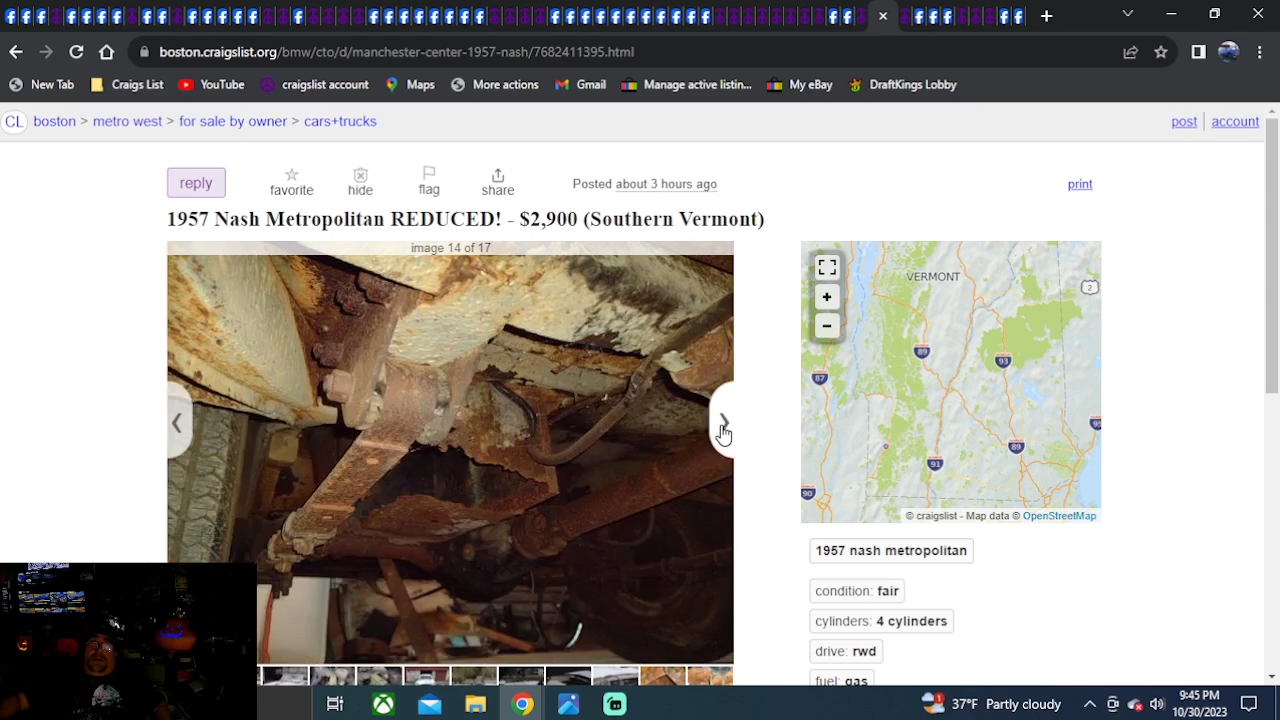 boston.craigslist.org/bmw/cto/d/manchester-center-1957-nash/7682411395.html
New Tab Craigs List YouTube craigslist account Maps More actions Gmail Manage active listin... My eBay DraftKings Lobby
CL boston > metro west > for sale by owner > cars+trucks post account
reply favorite hide flag share Posted about 3 hours ago print
1957 Nash Metropolitan REDUCED! - $2,900 (Southern Vermont)
image 14 of 17
VERMONT
2
89
93
87
89
91
90
© craigslist - Map data © OpenStreetMap
1957 nash metropolitan
condition: fair
cylinders: 4 cylinders
drive: rwd
fuel: gas
1 37°F Partly cloudy 9:45 PM
10/30/2023